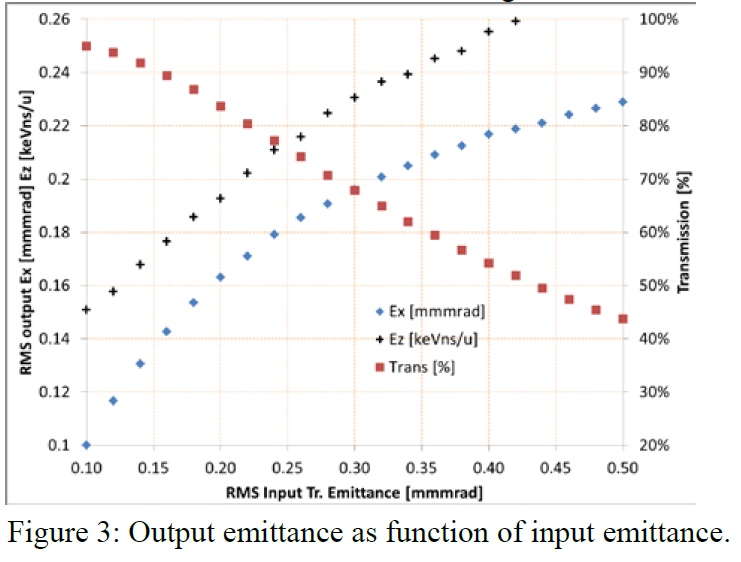 0.26
0.24
0.22
0.2
0.18
0.16
0.14
0.12
0.1
RMS output Ex [mmmrad] Ez [keVns/u]
100%
90%
80%
70%
60%
50%
40%
30%
20%
Transmission [%]
Ex [mmmrad]
Ez [keVns/u]
Trans [%]
0.10 0.15 0.20 0.25 0.30 0.35 0.40 0.45 0.50
RMS Input Tr. Emittance [mmmrad]
Figure 3: Output emittance as function of input emittance.